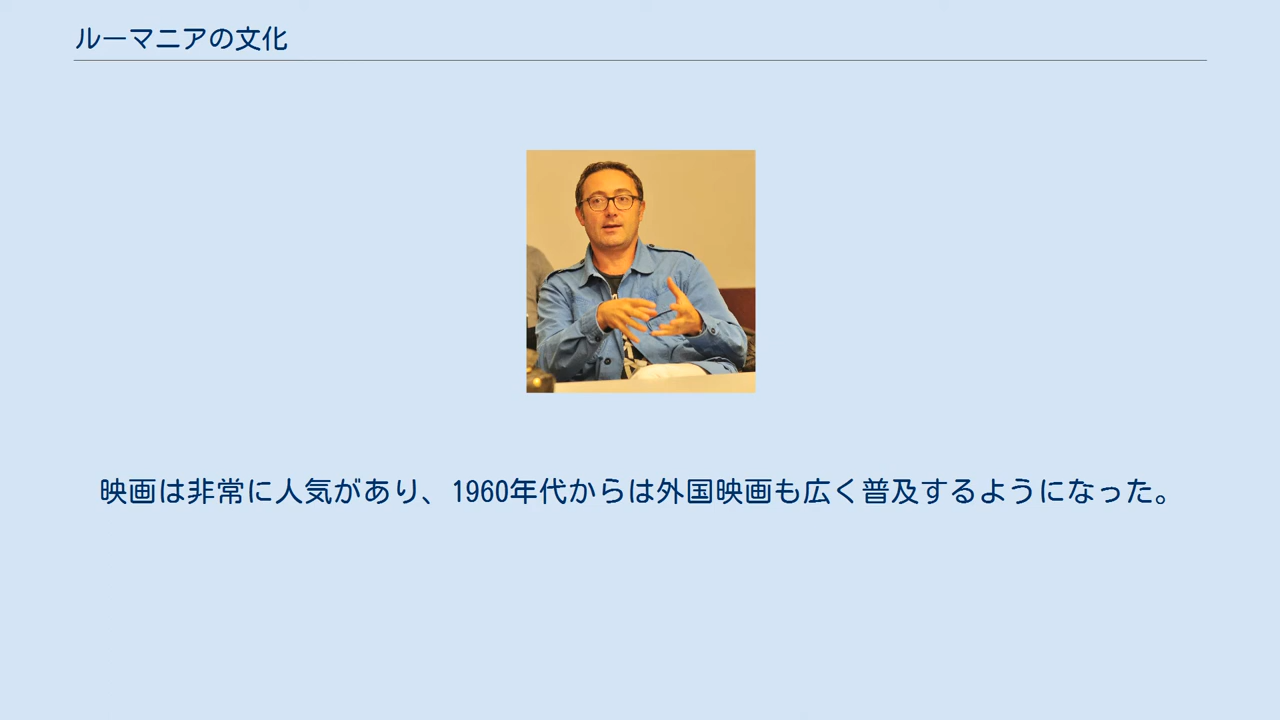 ルーマニアの文化
映画は非常に人気があり、1960年代からは外国映画も広く普及するようになった。